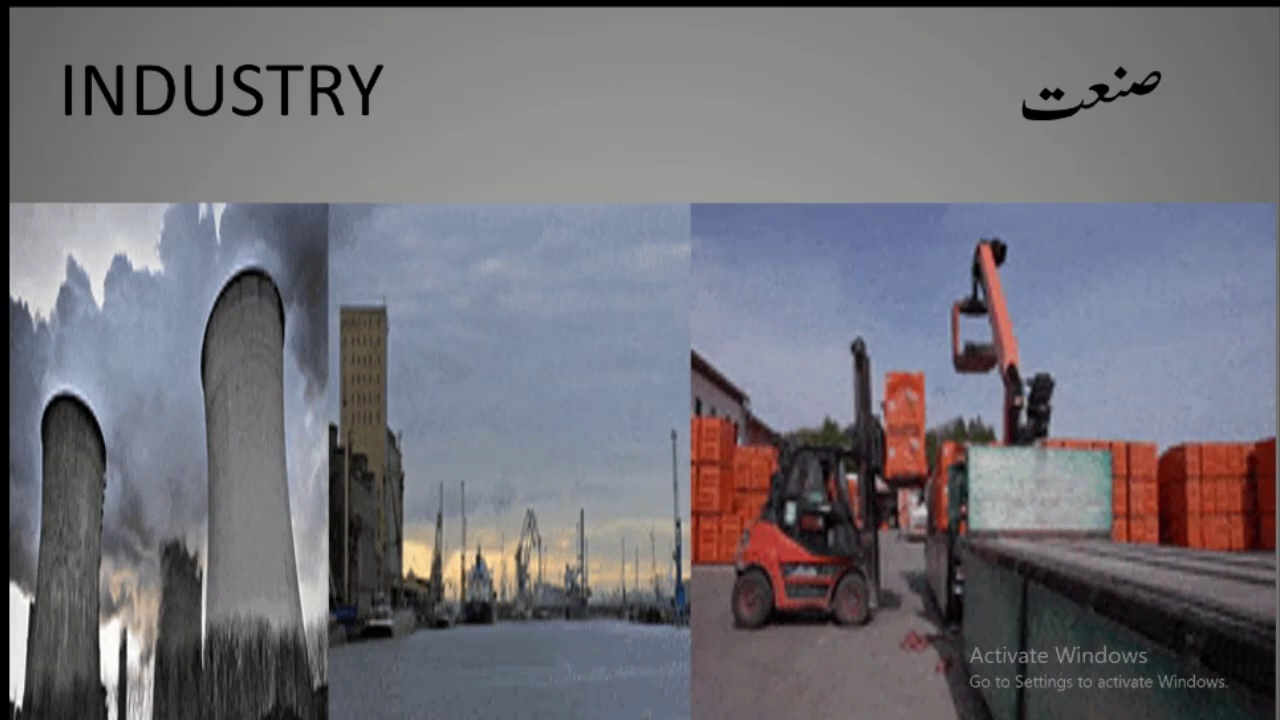 INDUSTRY
صنعت
Activate Windows
Go to Settings to activate Windows.